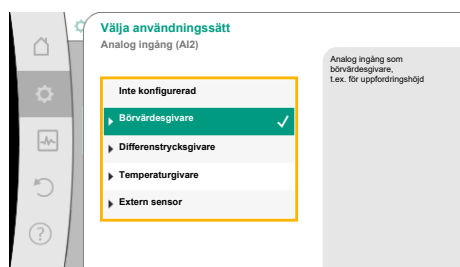 Välja användningssätt
Analog ingång (AI2)
Inte konfigurerad
Börvärdesgivare
Differenstrycksgivare
Temperaturgivare
Extern sensor
Analog ingång som
börvärdesgivare,
t.ex. för uppfordringshöjd
?